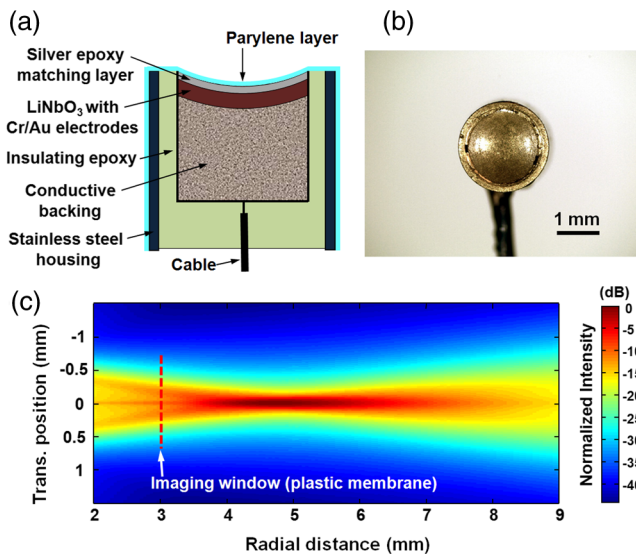 (a)
Parylene layer
Silver epoxy
matching layer
LiNbO3 with
Cr/Au electrodes
Insulating epoxy
Conductive
backing
Stainless steel
housing
Cable
(b)
1 mm
(c)
(dB)
Trans. position (mm)
-1
-0.5
0
0.5
1
Imaging window (plastic membrane)
2
3
4
5
6
7
8
9
Radial distance (mm)
Normalized Intensity
0
-5
-10
-15
-20
-25
-30
-35
-40